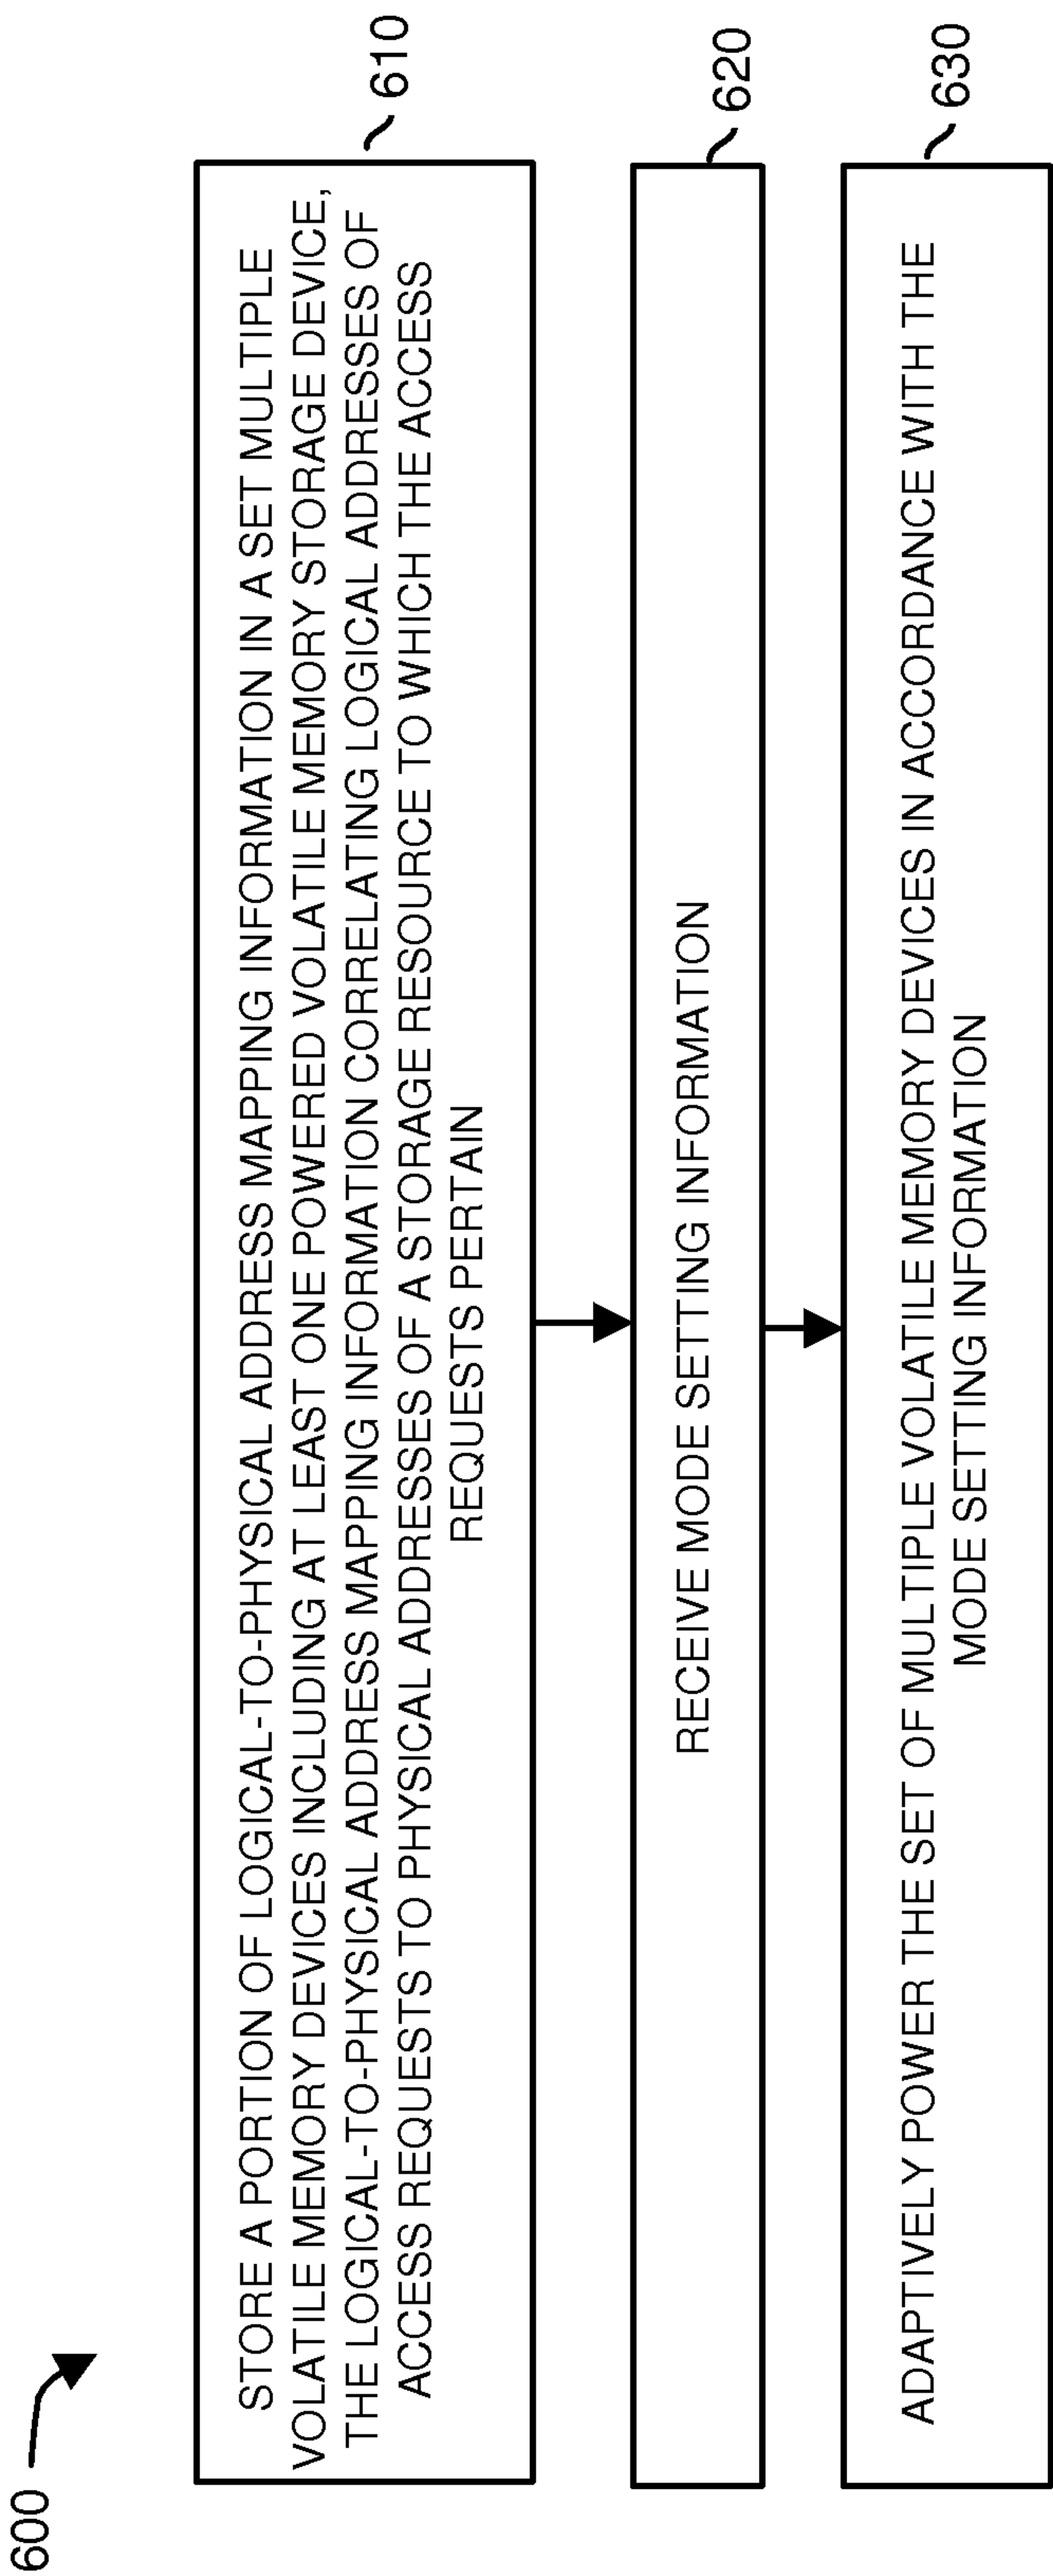 600
STORE A PORTION OF LOGICAL-TO-PHYSICAL ADDRESS MAPPING INFORMATION IN A SET MULTIPLE
VOLATILE MEMORY DEVICES INCLUDING AT LEAST ONE POWERED VOLATILE MEMORY STORAGE DEVICE,
THE LOGICAL-TO-PHYSICAL ADDRESS MAPPING INFORMATION CORRELATING LOGICAL ADDRESSES OF
ACCESS REQUESTS TO PHYSICAL ADDRESSES OF A STORAGE RESOURCE TO WHICH THE ACCESS
REQUESTS PERTAIN
610
RECEIVE MODE SETTING INFORMATION
620
ADAPTIVELY POWER THE SET OF MULTIPLE VOLATILE MEMORY DEVICES IN ACCORDANCE WITH THE
MODE SETTING INFORMATION
630